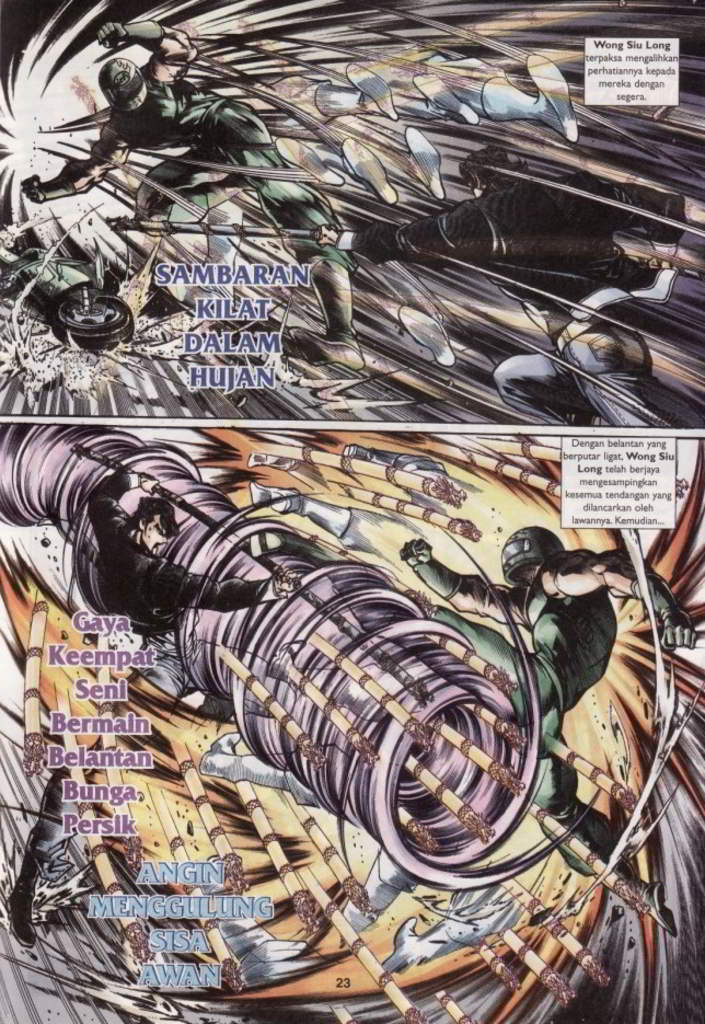 Wong Siu Long
terpaksa mengalihkan
perhatiannya kepada
mereka dengan
segera.
SAMBARAN
KILAT
DALAM
HUJAN
Dengan belantan yang
berputar ligat, Wong Siu
Long telah berjaya
mengesampingkan
kesemua tendangan yang
dilancarkan oleh
lawannya. Kemudian...
Gaya
Keempat
Seni
Bermain
Belantan
Bunga
Persik
ANGIN
MENGGULUNG
SISA
AWAN
23